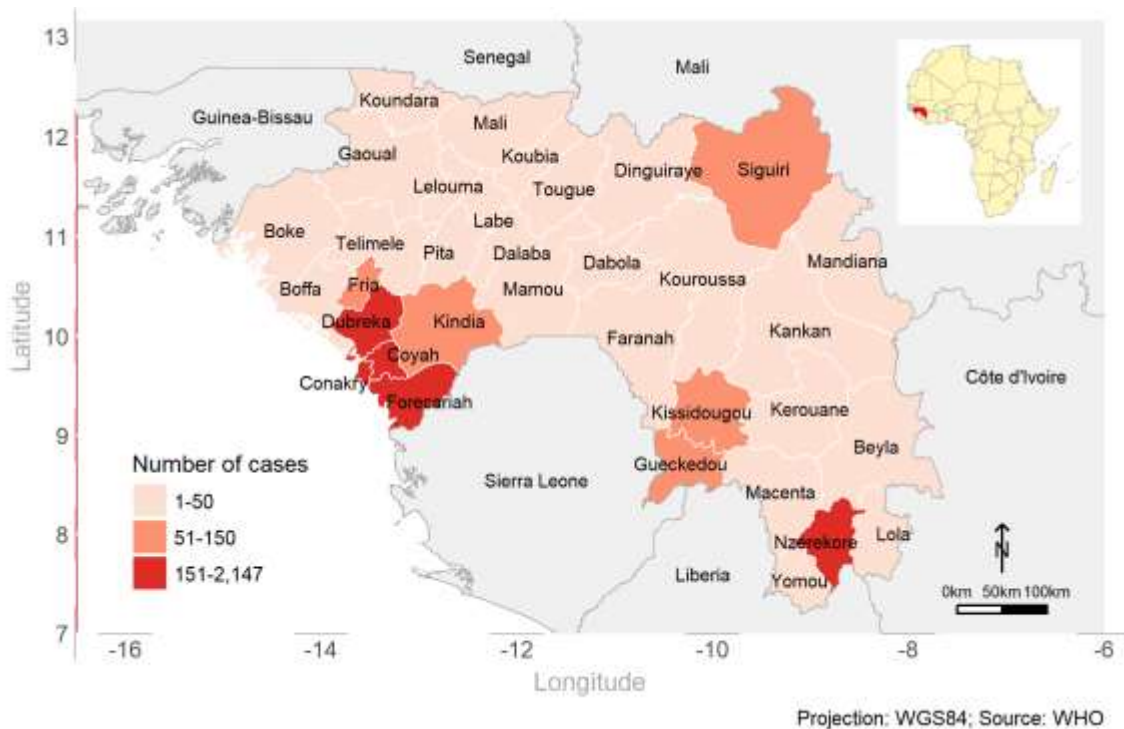 13
12
11
10
9
8
7
Latitude
Senegal
Mali
Guinea-Bissau
Koundara
Mali
Gaoual
Koubia
Dinguiraye
Siguiri
Lelouma
Tougue
Labe
Boke
Telimele
Pita
Dalaba
Dabola
Kouroussa
Mandiana
Boffa
Fria
Mamou
Dubreka
Kindia
Faranah
Kankan
Coyah
Conakry
Forecariah
Côte d'Ivoire
Kissidougou
Kerouane
Beyla
Gueckedou
Sierra Leone
Macenta
Nzerekore
Lola
Liberia
Yomou
Number of cases
1-50
51-150
151-2,147
N
0km 50km 100km
-16 -14 -12 -10 -8 -6
Longitude
Projection: WGS84; Source: WHO